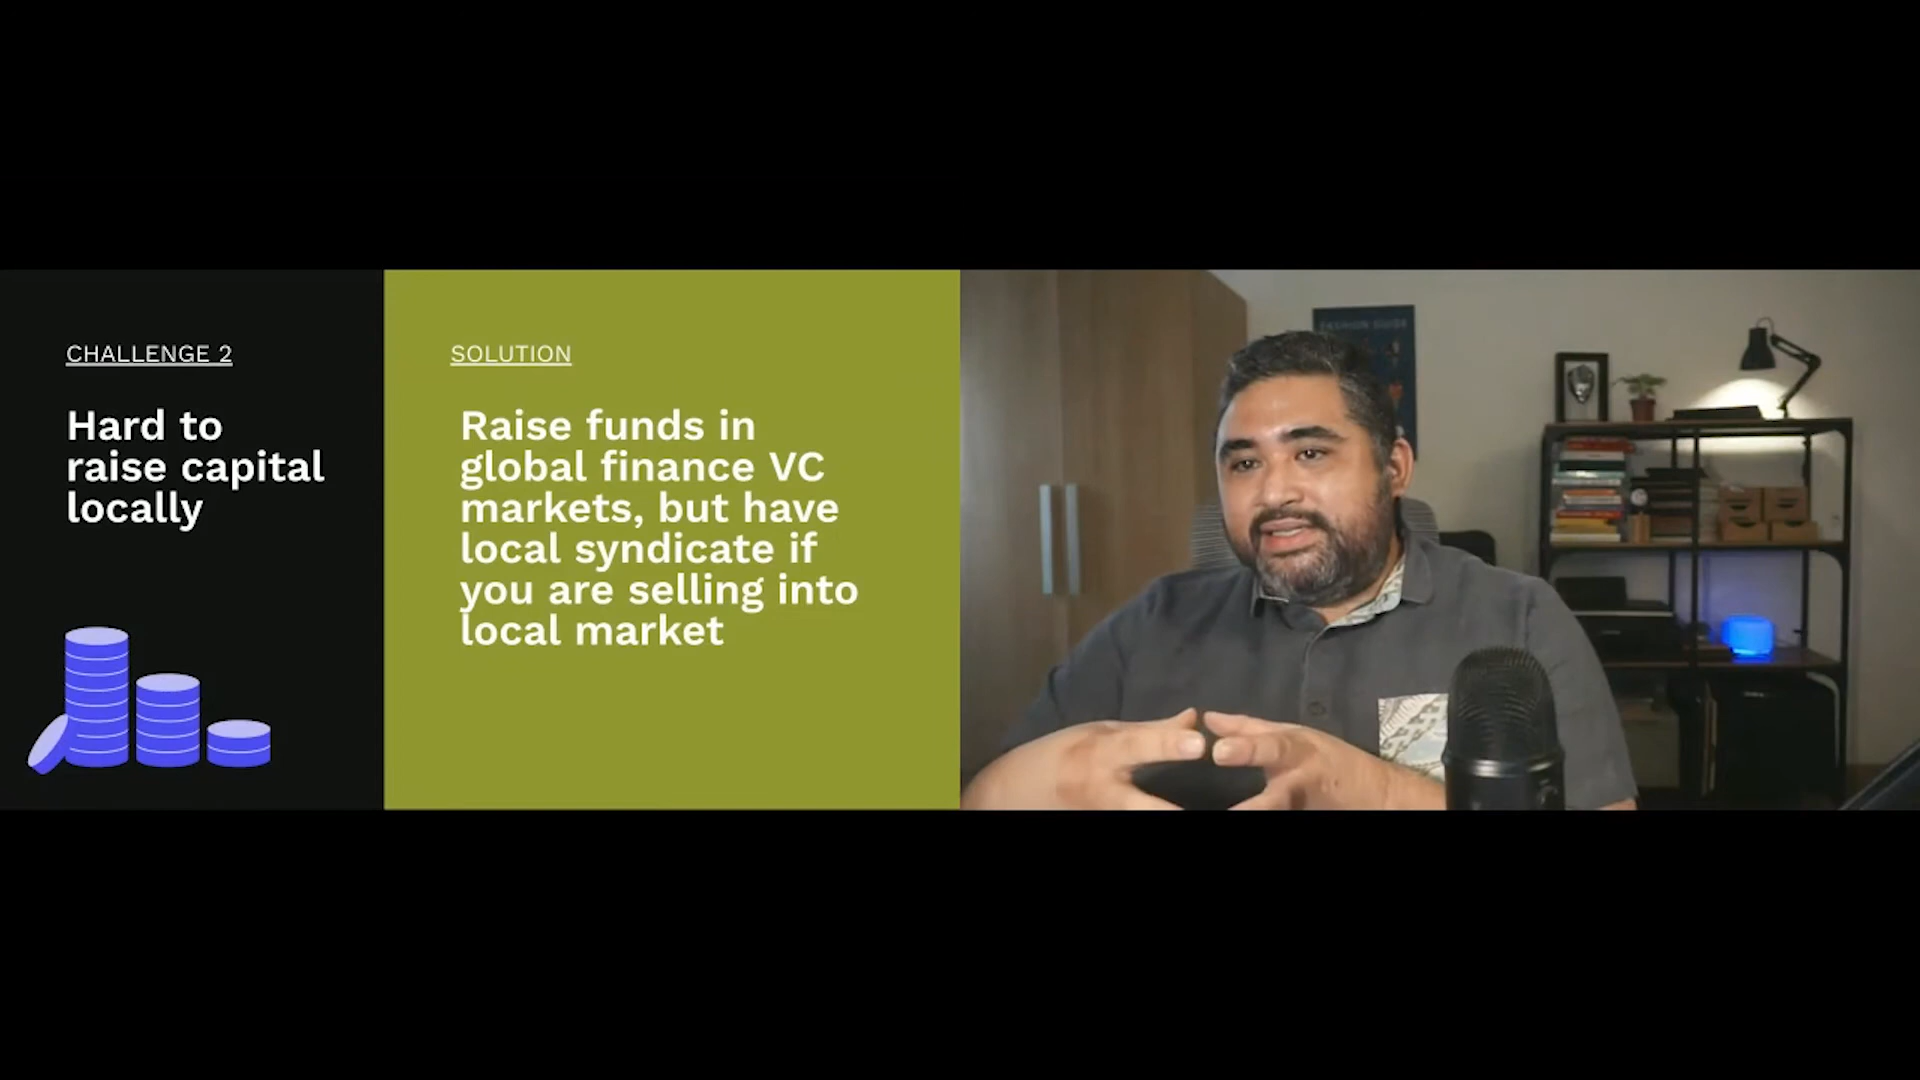 CHALLENGE 2
Hard to
raise capital
locally
SOLUTION
Raise funds in
global finance VC
markets, but have
local syndicate if
you are selling into
local market